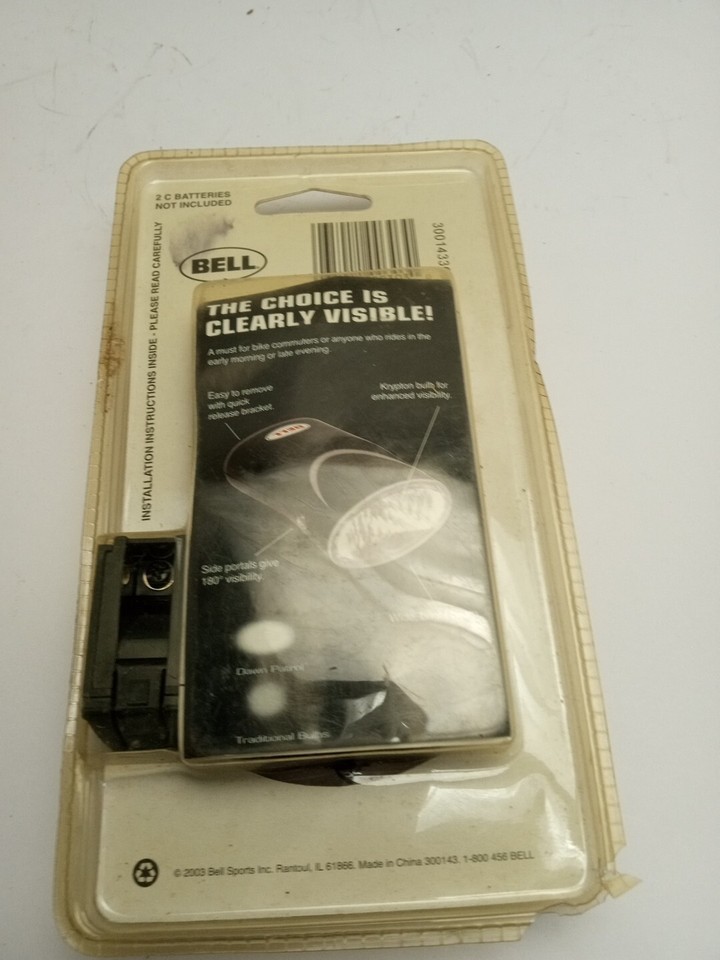 2 C BATTERIES
NOT INCLUDED
INSTALLATION INSTRUCTIONS INSIDE - PLEASE READ CAREFULLY
BELL
THE CHOICE IS
CLEARLY VISIBLE!
A must for bike commuters or anyone who rides in the
early morning or late evening.
Easy to remove
with quick
release bracket.
Krypton bulb for
enhanced visibility.
BELL
Side portals give
180° visibility.
Dawn Patrol
Traditional Bulbs
© 2003 Bell Sports Inc. Rantoul, IL 61866. Made in China 300143. 1-800 456 BELL